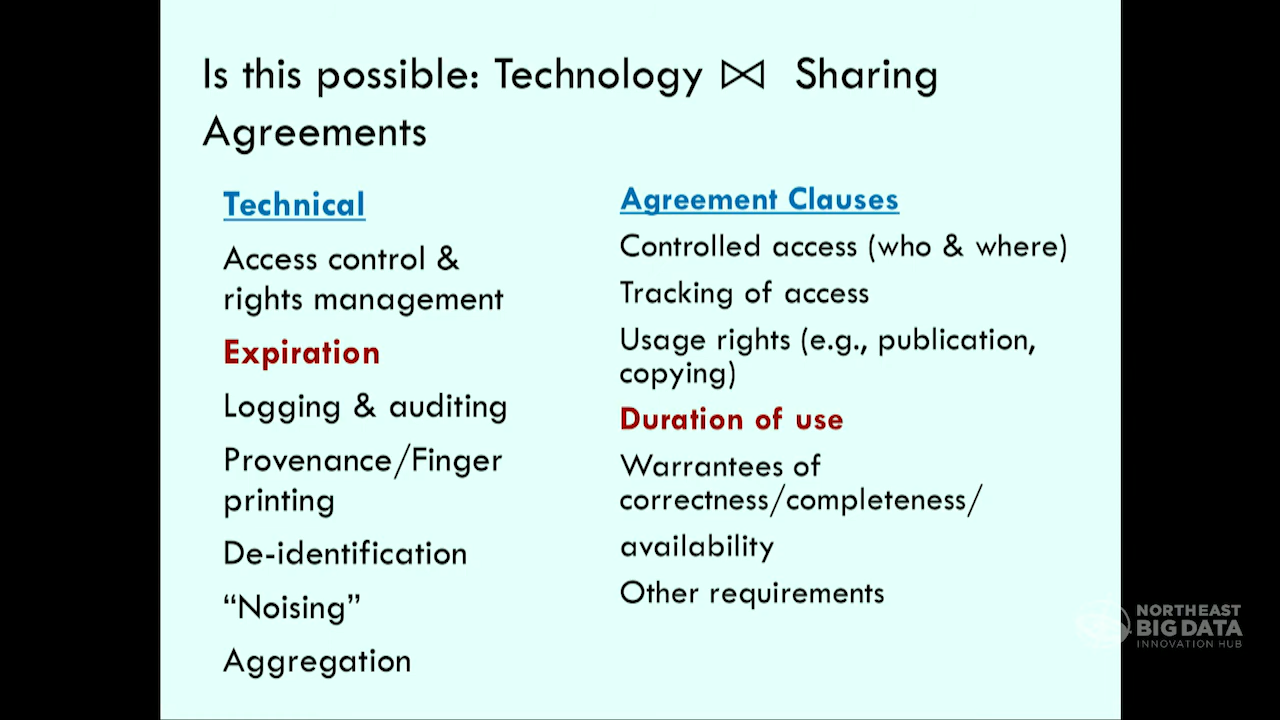 Is this possible: Technology ⋈ Sharing
Agreements
Technical
Access control &
rights management
Expiration
Logging & auditing
Provenance/Finger
printing
De-identification
“Noising”
Aggregation
Agreement Clauses
Controlled access (who & where)
Tracking of access
Usage rights (e.g., publication,
copying)
Duration of use
Warrantees of
correctness/completeness/
availability
Other requirements
NORTHEAST
BIG DATA
INNOVATION HUB